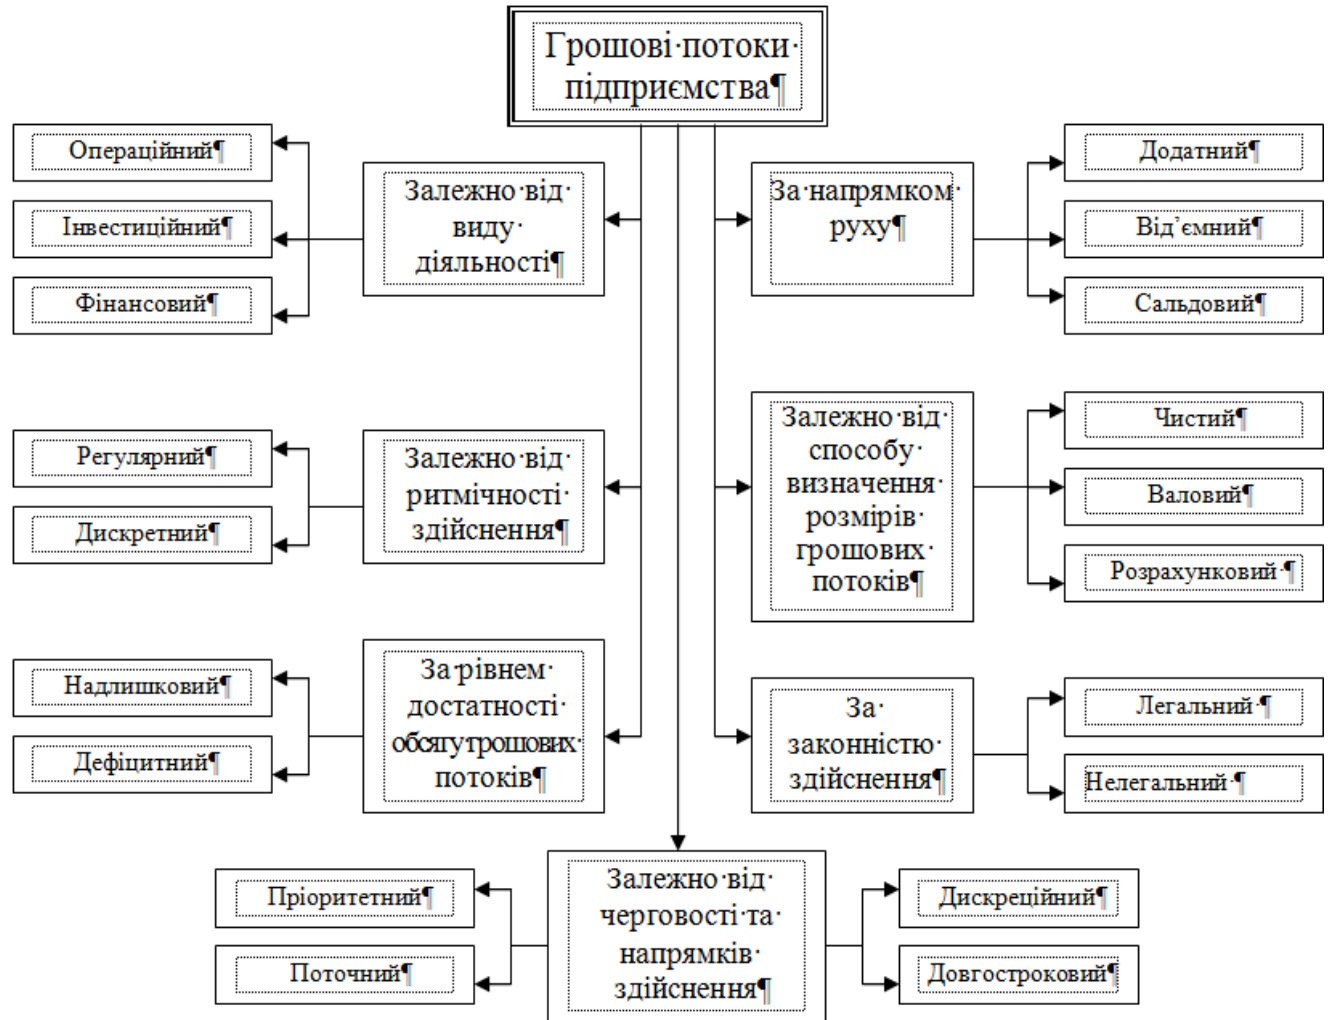 Грошові·потоки·
підприємства¶
Операційний¶
Інвестиційний¶
Фінансовий¶
Залежно·від·
виду·
діяльності¶
За·напрямком·
руху¶
Додатний¶
Від’ємний¶
Сальдовий¶
Регулярний¶
Дискретний¶
Залежно·від·
ритмічності·
здійснення¶
Залежно·від·
способу·
визначення·
розмірів·
грошових·
потоків¶
Чистий¶
Валовий¶
Розрахунковий·¶
Надлишковий¶
Дефіцитний¶
За·рівнем·
достатності·
обсягу·грошових·
потоків¶
За·
законністю·
здійснення¶
Легальний·¶
Нелегальний·¶
Пріоритетний¶
Поточний¶
Залежно·від·
черговості·та·
напрямків·
здійснення¶
Дискреційний¶
Довгостроковий¶